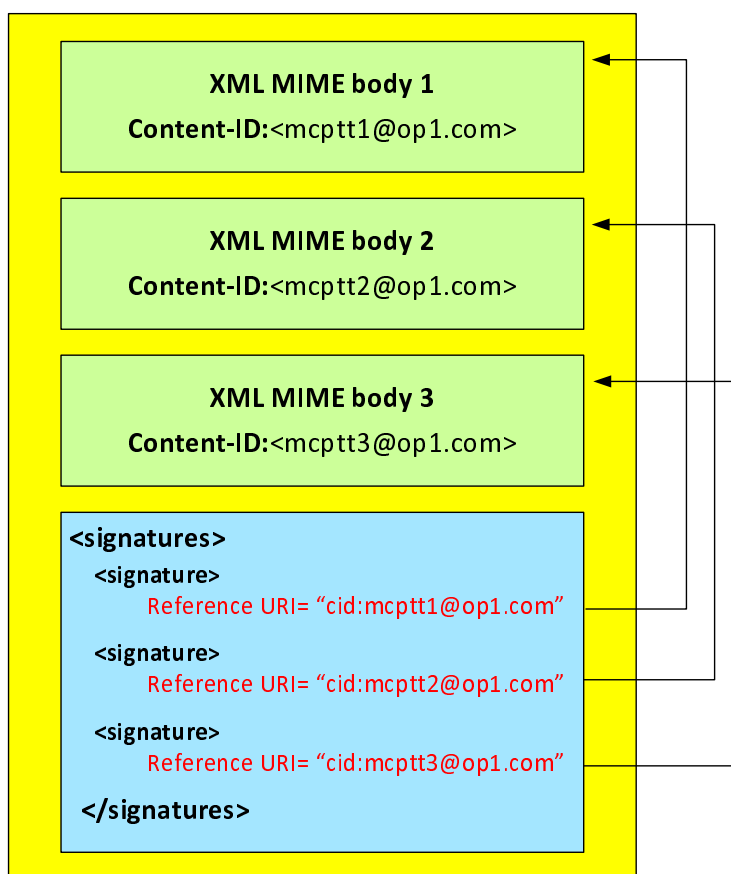 XML MIME body 1
Content-ID:<mcptt1@op1.com>
XML MIME body 2
Content-ID:<mcptt2@op1.com>
XML MIME body 3
Content-ID:<mcptt3@op1.com>
<signatures>
<signature>
Reference URI= “cid:mcptt1@op1.com”
<signature>
Reference URI= “cid:mcptt2@op1.com”
<signature>
Reference URI= “cid:mcptt3@op1.com”
</signatures>